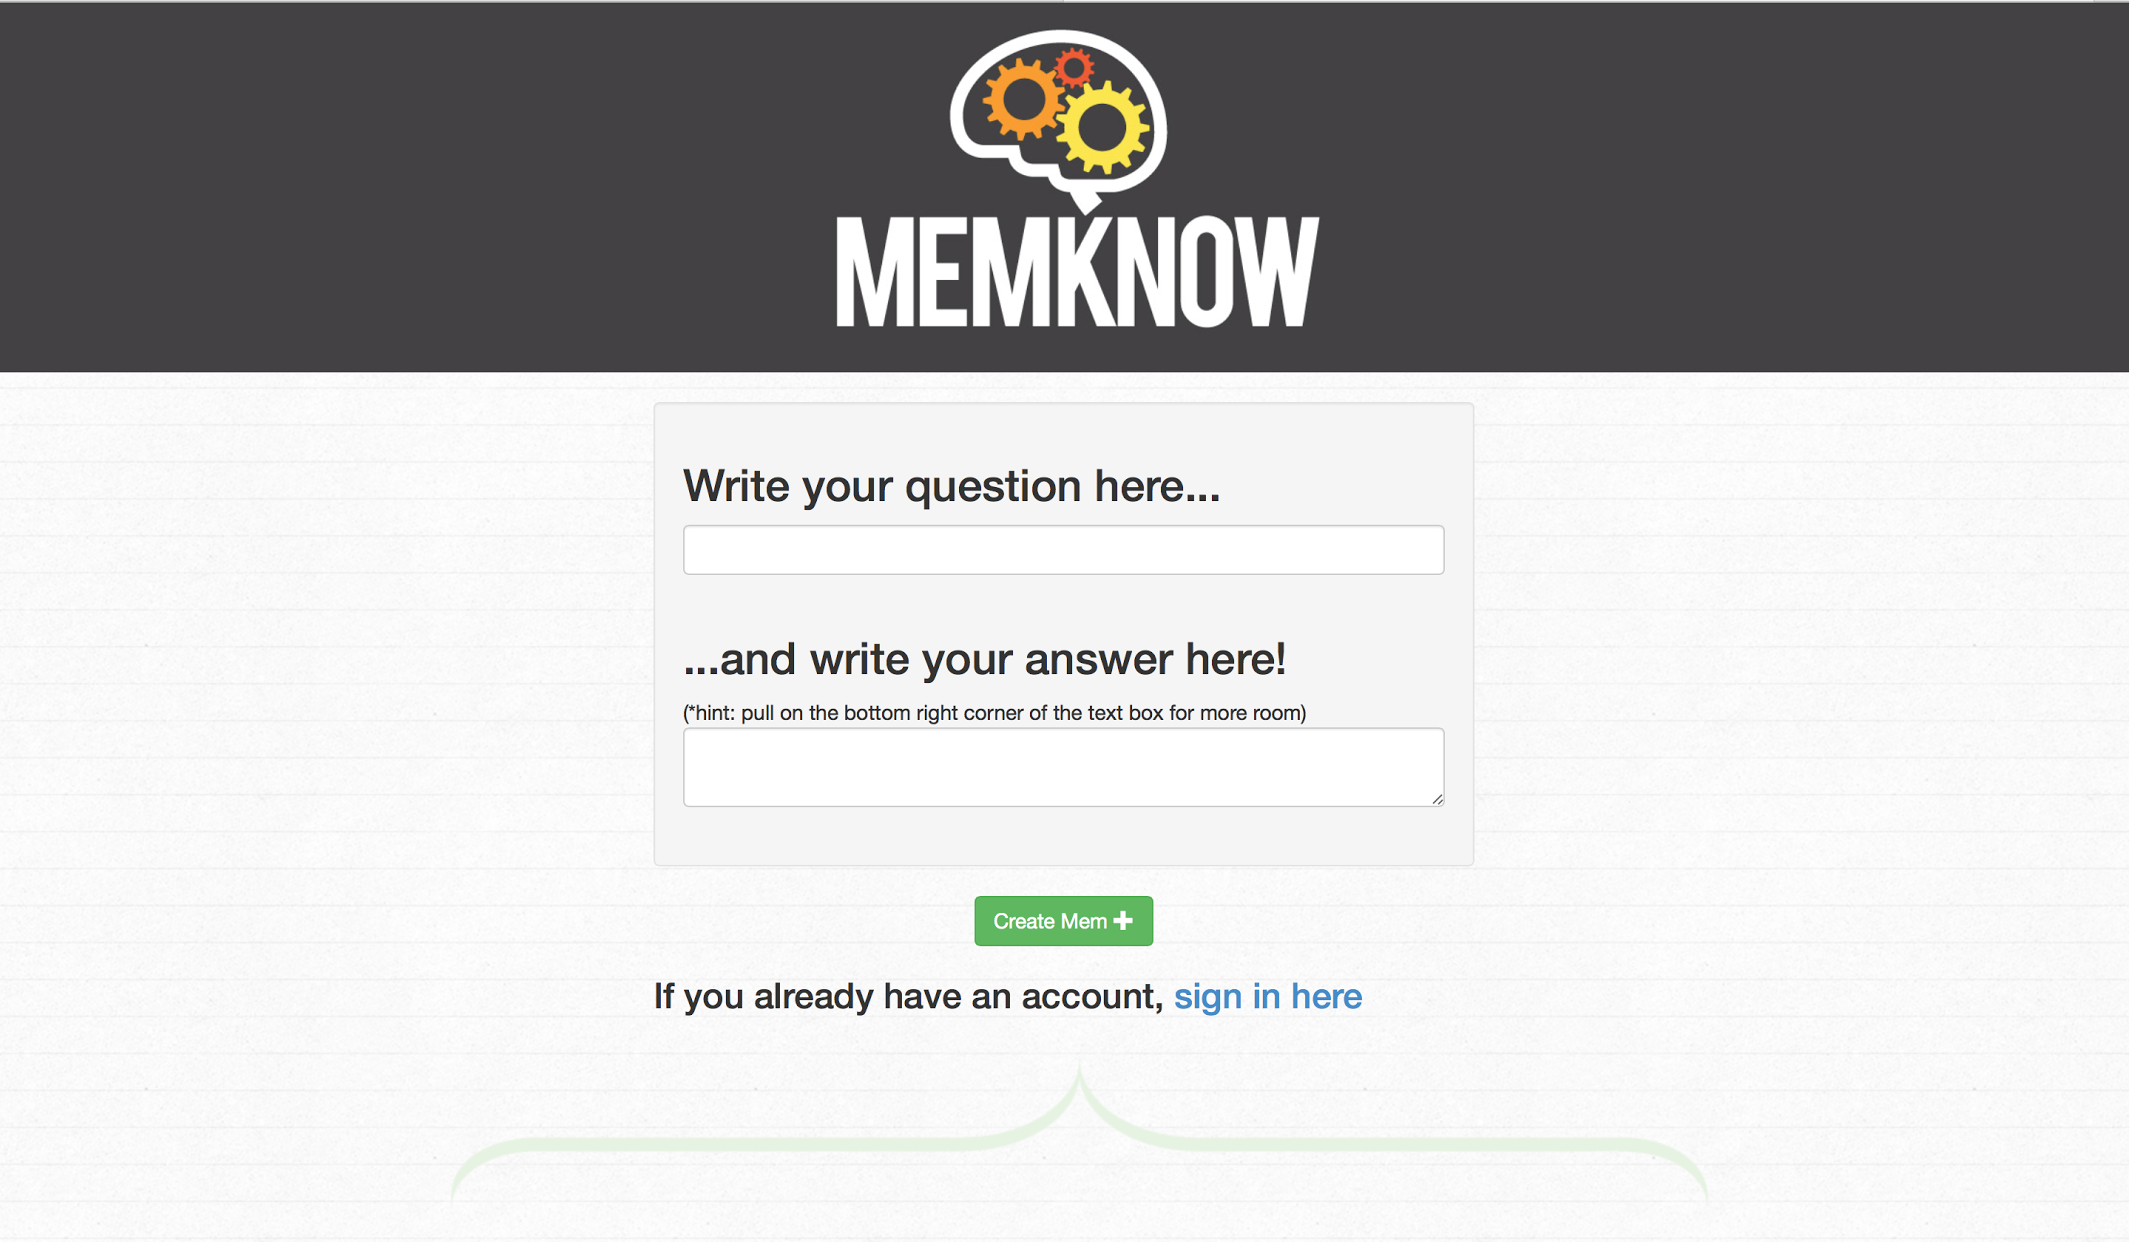 MEMKNOW
Write your question here...
...and write your answer here!
(*hint: pull on the bottom right corner of the text box for more room)
Create Mem
If you already have an account, sign in here